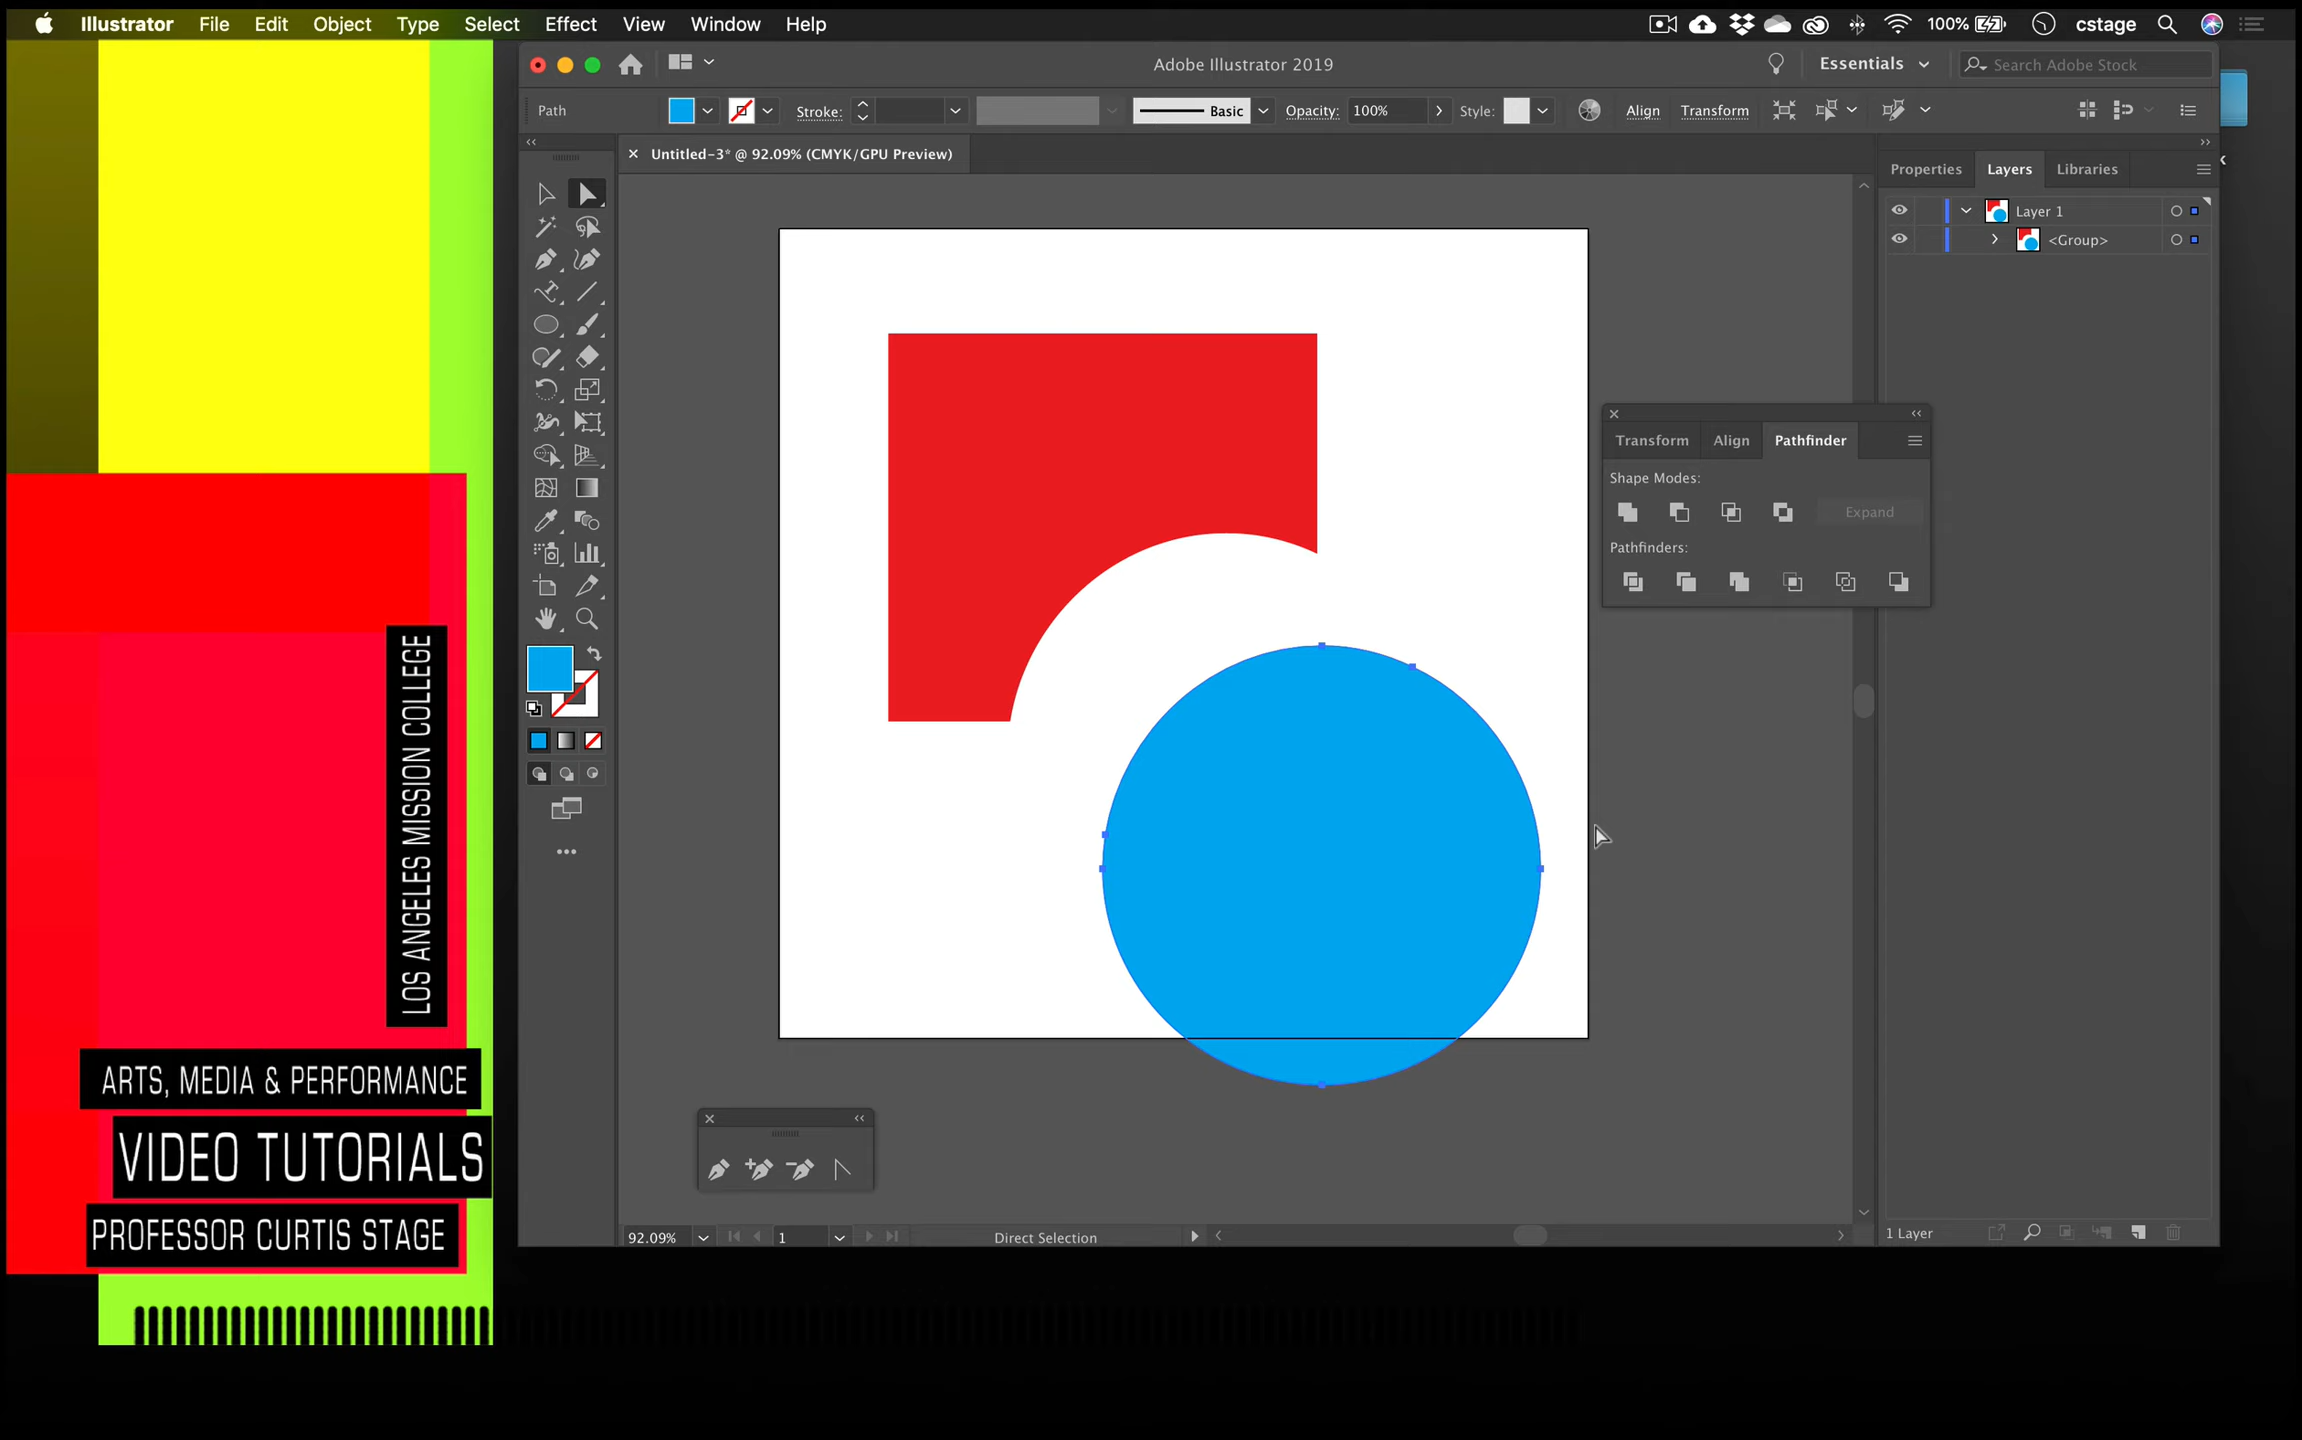 Illustrator File Edit Object Type Select Effect View Window Help
100% cstage
Adobe Illustrator 2019
Essentials
Search Adobe Stock
Path
Stroke:
Basic
Opacity: 100%
Style:
Align
Transform
Untitled-3* @ 92.09% (CMYK/GPU Preview)
Properties Layers Libraries
Layer 1
<Group>
Transform Align Pathfinder
Shape Modes:
Expand
Pathfinders:
LOS ANGELES MISSION COLLEGE
ARTS, MEDIA & PERFORMANCE
VIDEO TUTORIALS
PROFESSOR CURTIS STAGE
92.09%
1
Direct Selection
1 Layer